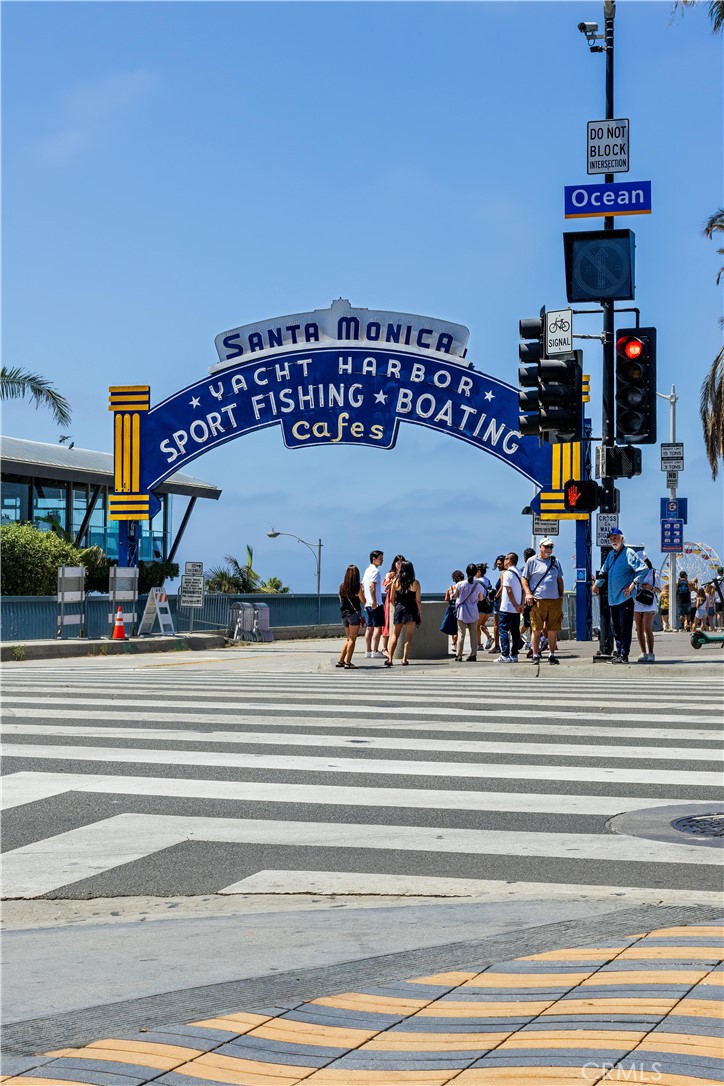 DO NOT
BLOCK
INTERSECTION
Ocean
SIGNAL
SANTA MONICA
★ YACHT HARBOR ★
SPORT FISHING ★ BOATING
cafes
CROSS
ONLY
CRMLS